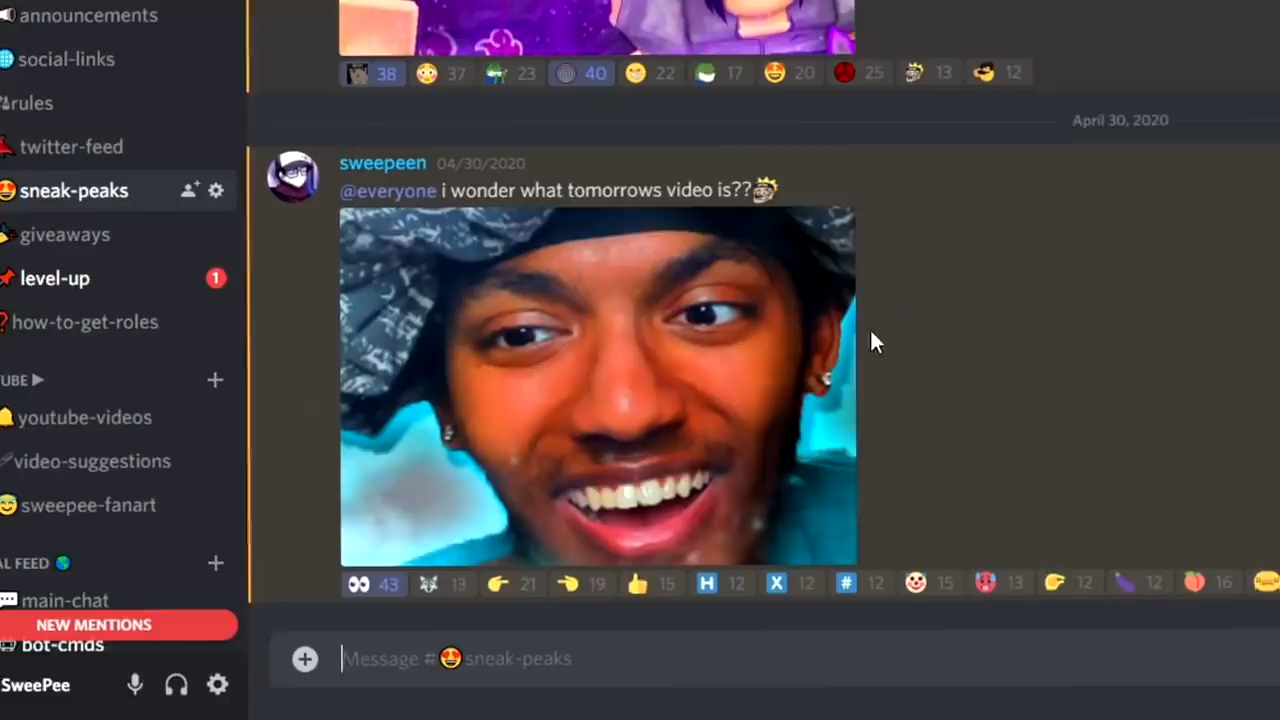 announcements
social-links
rules
twitter-feed
sneak-peaks
giveaways
level-up 1
how-to-get-roles
UBE ▶ +
youtube-videos
video-suggestions
sweepee-fanart
L FEED +
main-chat
NEW MENTIONS
bot-cmds
SweePee
38 37 23 40 22 17 20 25 13 12
April 30, 2020
sweepeen 04/30/2020
@everyone i wonder what tomorrows video is??
43 13 21 19 15 H 12 X 12 # 12 15 13 12 12 16
Message #😍sneak-peaks